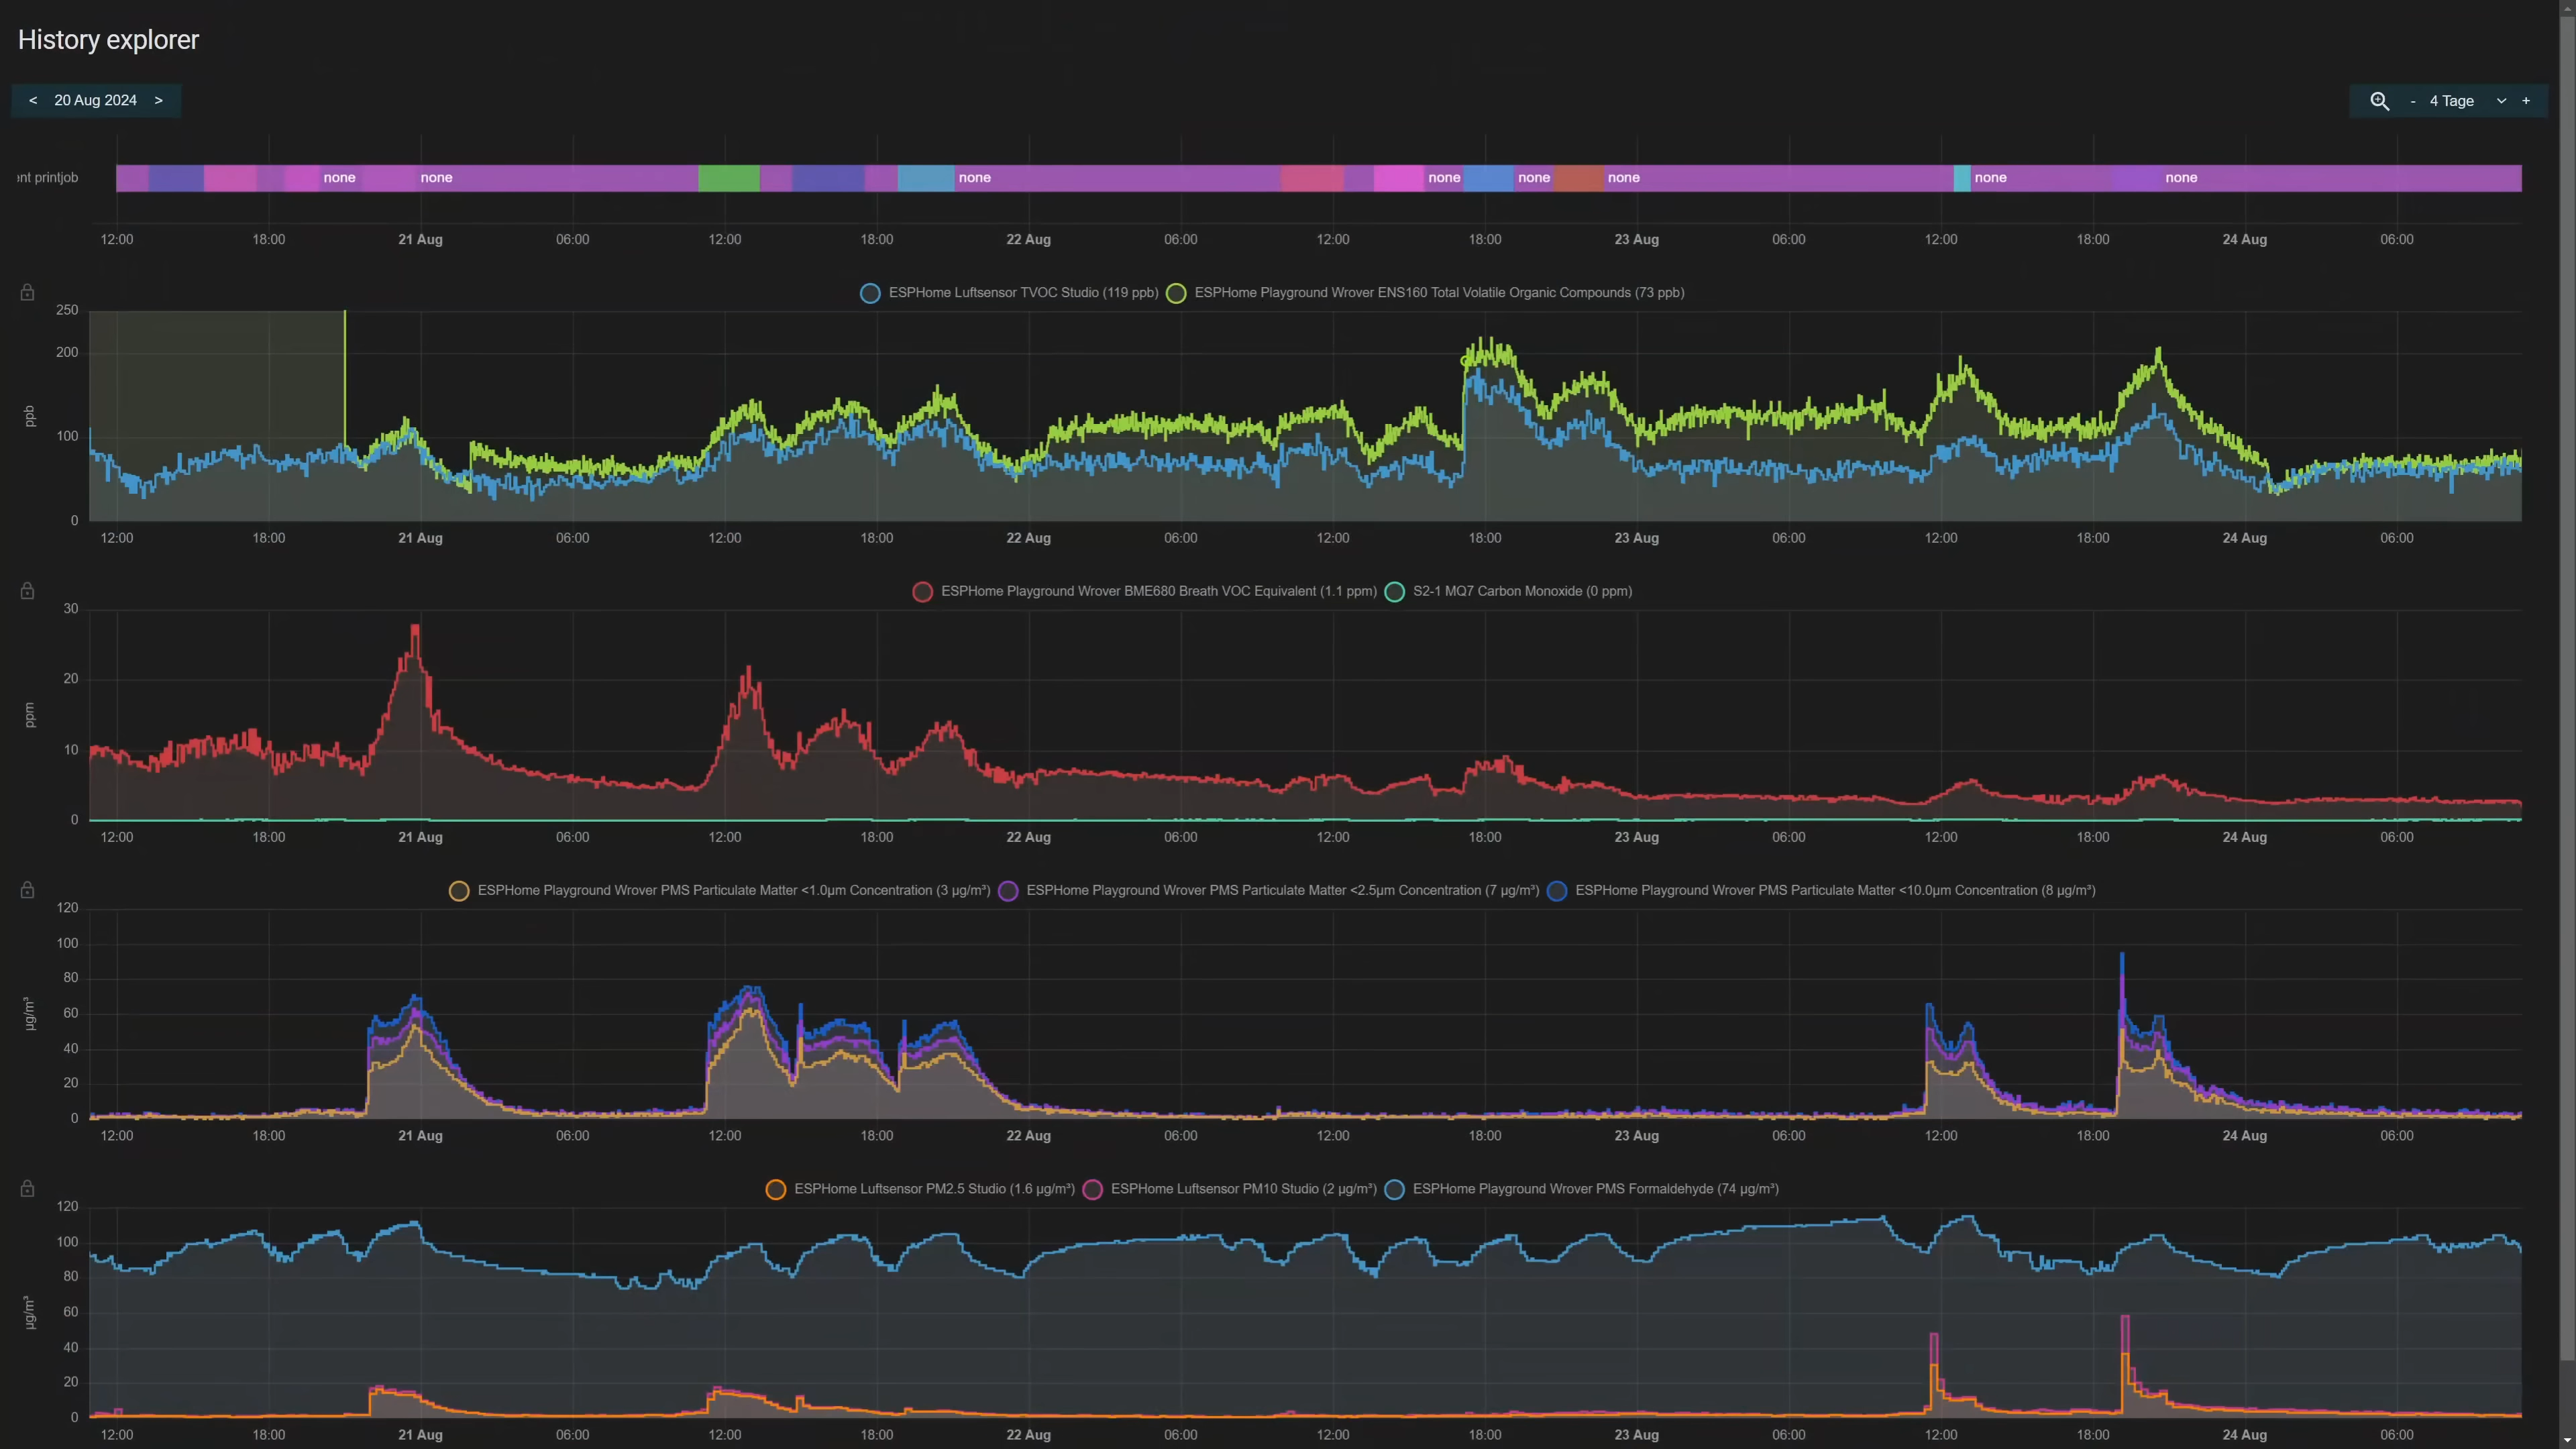 History explorer
< 20 Aug 2024 >
- 4 Tage +
nt printjob
none none none none none none none none
12:00 18:00 21 Aug 06:00 12:00 18:00 22 Aug 06:00 12:00 18:00 23 Aug 06:00 12:00 18:00 24 Aug 06:00
ESPHome Luftsensor TVOC Studio (119 ppb) ESPHome Playground Wrover ENS160 Total Volatile Organic Compounds (73 ppb)
250
200
ppb
100
0
12:00 18:00 21 Aug 06:00 12:00 18:00 22 Aug 06:00 12:00 18:00 23 Aug 06:00 12:00 18:00 24 Aug 06:00
ESPHome Playground Wrover BME680 Breath VOC Equivalent (1.1 ppm) S2-1 MQ7 Carbon Monoxide (0 ppm)
30
20
ppm
10
0
12:00 18:00 21 Aug 06:00 12:00 18:00 22 Aug 06:00 12:00 18:00 23 Aug 06:00 12:00 18:00 24 Aug 06:00
ESPHome Playground Wrover PMS Particulate Matter <1.0µm Concentration (3 µg/m³) ESPHome Playground Wrover PMS Particulate Matter <2.5µm Concentration (7 µg/m³) ESPHome Playground Wrover PMS Particulate Matter <10.0µm Concentration (8 µg/m³)
120
100
80
60
µg/m³
40
20
0
12:00 18:00 21 Aug 06:00 12:00 18:00 22 Aug 06:00 12:00 18:00 23 Aug 06:00 12:00 18:00 24 Aug 06:00
ESPHome Luftsensor PM2.5 Studio (1.6 µg/m³) ESPHome Luftsensor PM10 Studio (2 µg/m³) ESPHome Playground Wrover PMS Formaldehyde (74 µg/m³)
120
100
80
60
µg/m³
40
20
0
12:00 18:00 21 Aug 06:00 12:00 18:00 22 Aug 06:00 12:00 18:00 23 Aug 06:00 12:00 18:00 24 Aug 06:00